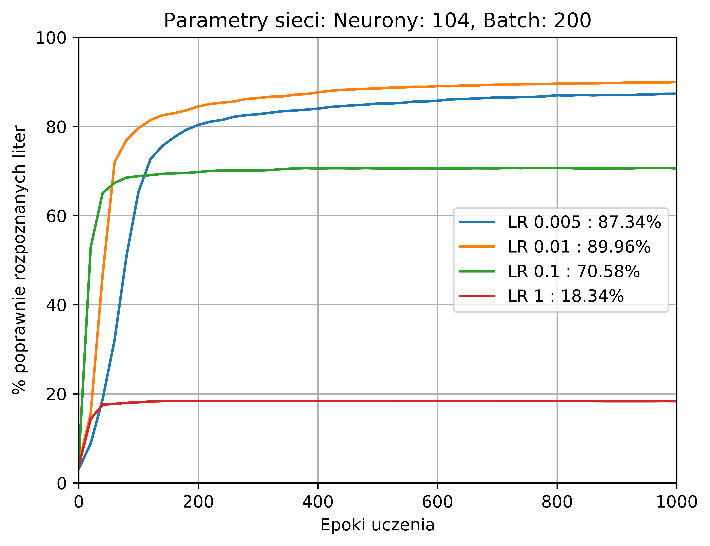 Parametry sieci: Neurony: 104, Batch: 200
100
80
60
40
20
0
% poprawnie rozpoznanych liter
LR 0.005 : 87.34%
LR 0.01 : 89.96%
LR 0.1 : 70.58%
LR 1 : 18.34%
0 200 400 600 800 1000
Epoki uczenia